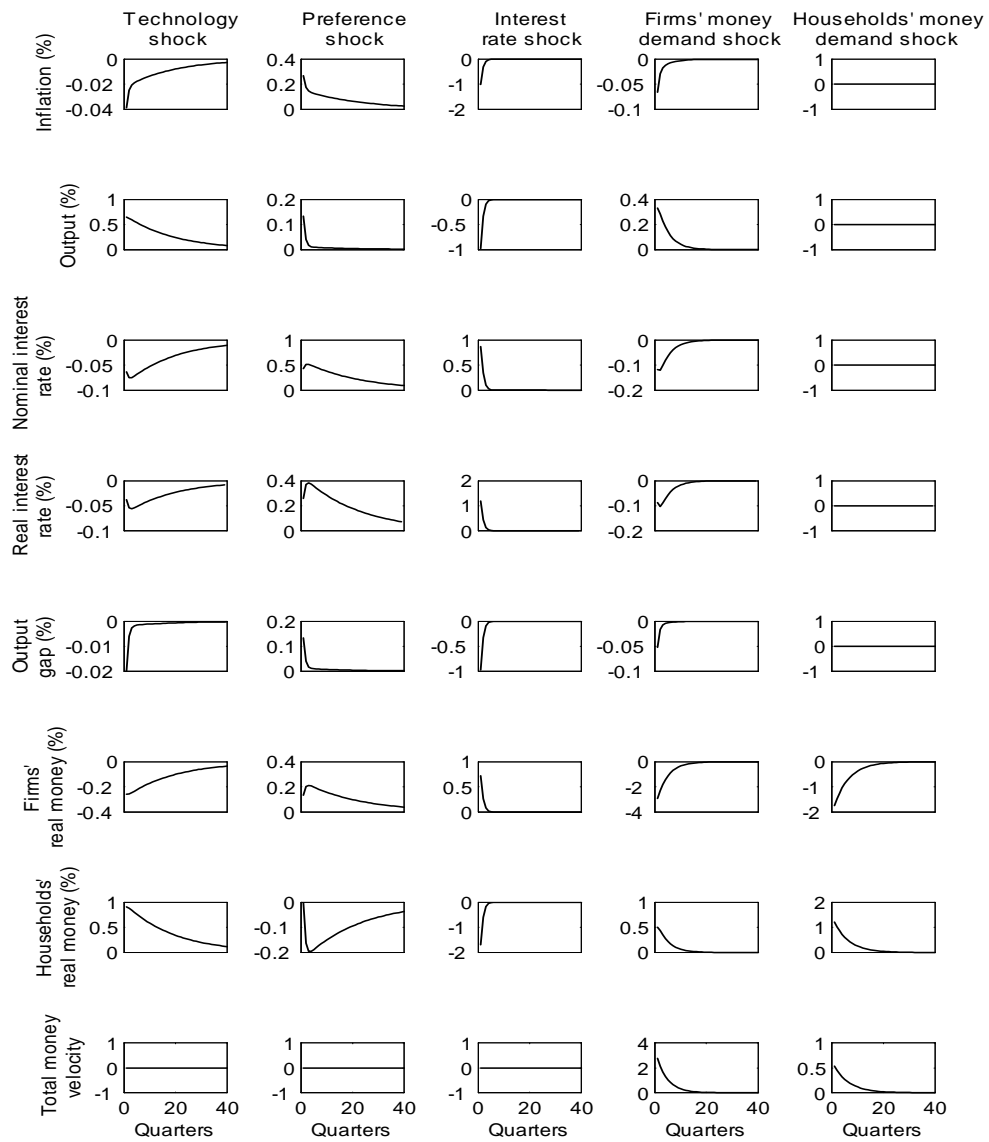 Technology shock
Preference shock
Interest rate shock
Firms' money demand shock
Households' money demand shock
Inflation (%)
0 -0.02 -0.04
0.4 0.2 0
0 -1 -2
0 -0.05 -0.1
1 0 -1
Output (%)
1 0.5 0
0.2 0.1 0
0 -0.5 -1
0.4 0.2 0
1 0 -1
Nominal interest rate (%)
0 -0.05 -0.1
1 0.5 0
1 0.5 0
0 -0.1 -0.2
1 0 -1
Real interest rate (%)
0 -0.05 -0.1
0.4 0.2 0
2 1 0
0 -0.1 -0.2
1 0 -1
Output gap (%)
0 -0.01 -0.02
0.2 0.1 0
0 -0.5 -1
0 -0.05 -0.1
1 0 -1
Firms' real money (%)
0 -0.2 -0.4
0.4 0.2 0
1 0.5 0
0 -2 -4
0 -1 -2
Households' real money (%)
1 0.5 0
0 -0.1 -0.2
0 -1 -2
1 0.5 0
2 1 0
Total money velocity
1 0 -1
1 0 -1
1 0 -1
4 2 0
1 0.5 0
0 20 40
0 20 40
0 20 40
0 20 40
0 20 40
Quarters
Quarters
Quarters
Quarters
Quarters